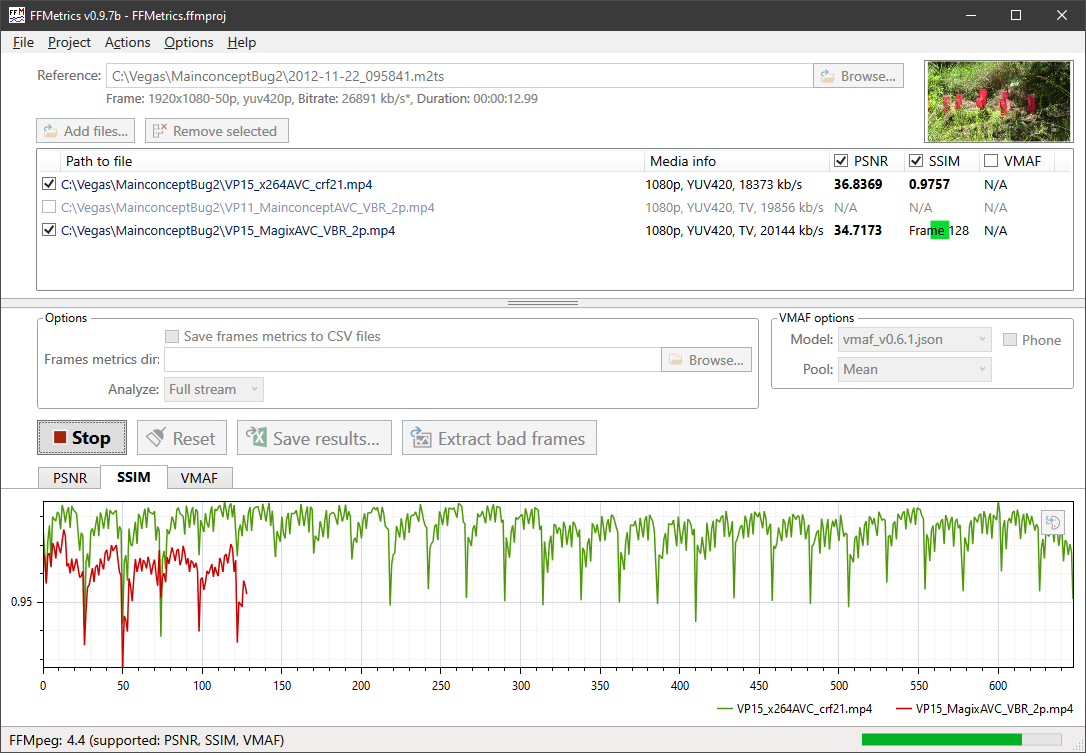 FFMetrics v0.9.7b - FFMetrics.ffmproj
File Project Actions Options Help
Reference: C:\Vegas\MainconceptBug2\2012-11-22_095841.m2ts Browse...
Frame: 1920x1080-50p, yuv420p, Bitrate: 26891 kb/s*, Duration: 00:00:12.99
Add files... Remove selected
Path to file Media info PSNR SSIM VMAF
C:\Vegas\MainconceptBug2\VP15_x264AVC_crf21.mp4 1080p, YUV420, 18373 kb/s 36.8369 0.9757 N/A
C:\Vegas\MainconceptBug2\VP11_MainconceptAVC_VBR_2p.mp4 1080p, YUV420, TV, 19856 kb/s N/A N/A N/A
C:\Vegas\MainconceptBug2\VP15_MagixAVC_VBR_2p.mp4 1080p, YUV420, TV, 20144 kb/s 34.7173 Frame 128 N/A
Options VMAF options
Save frames metrics to CSV files Model: vmaf_v0.6.1.json Phone
Frames metrics dir: Browse... Pool: Mean
Analyze: Full stream
Stop Reset Save results... Extract bad frames
PSNR SSIM VMAF
0.95
0 50 100 150 200 250 300 350 400 450 500 550 600
VP15_x264AVC_crf21.mp4 VP15_MagixAVC_VBR_2p.mp4
FFMpeg: 4.4 (supported: PSNR, SSIM, VMAF)